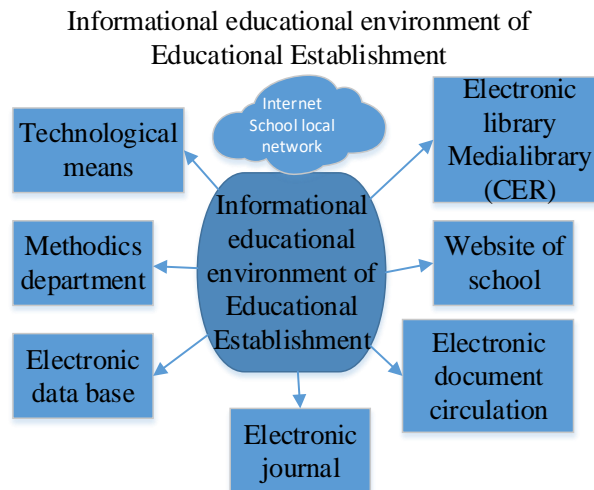 Informational educational environment of
Educational Establishment
Internet
School local
network
Technological
means
Electronic
library
Medialibrary
(CER)
Informational
educational
environment of
Educational
Establishment
Methodics
department
Website of
school
Electronic
data base
Electronic
document
circulation
Electronic
journal